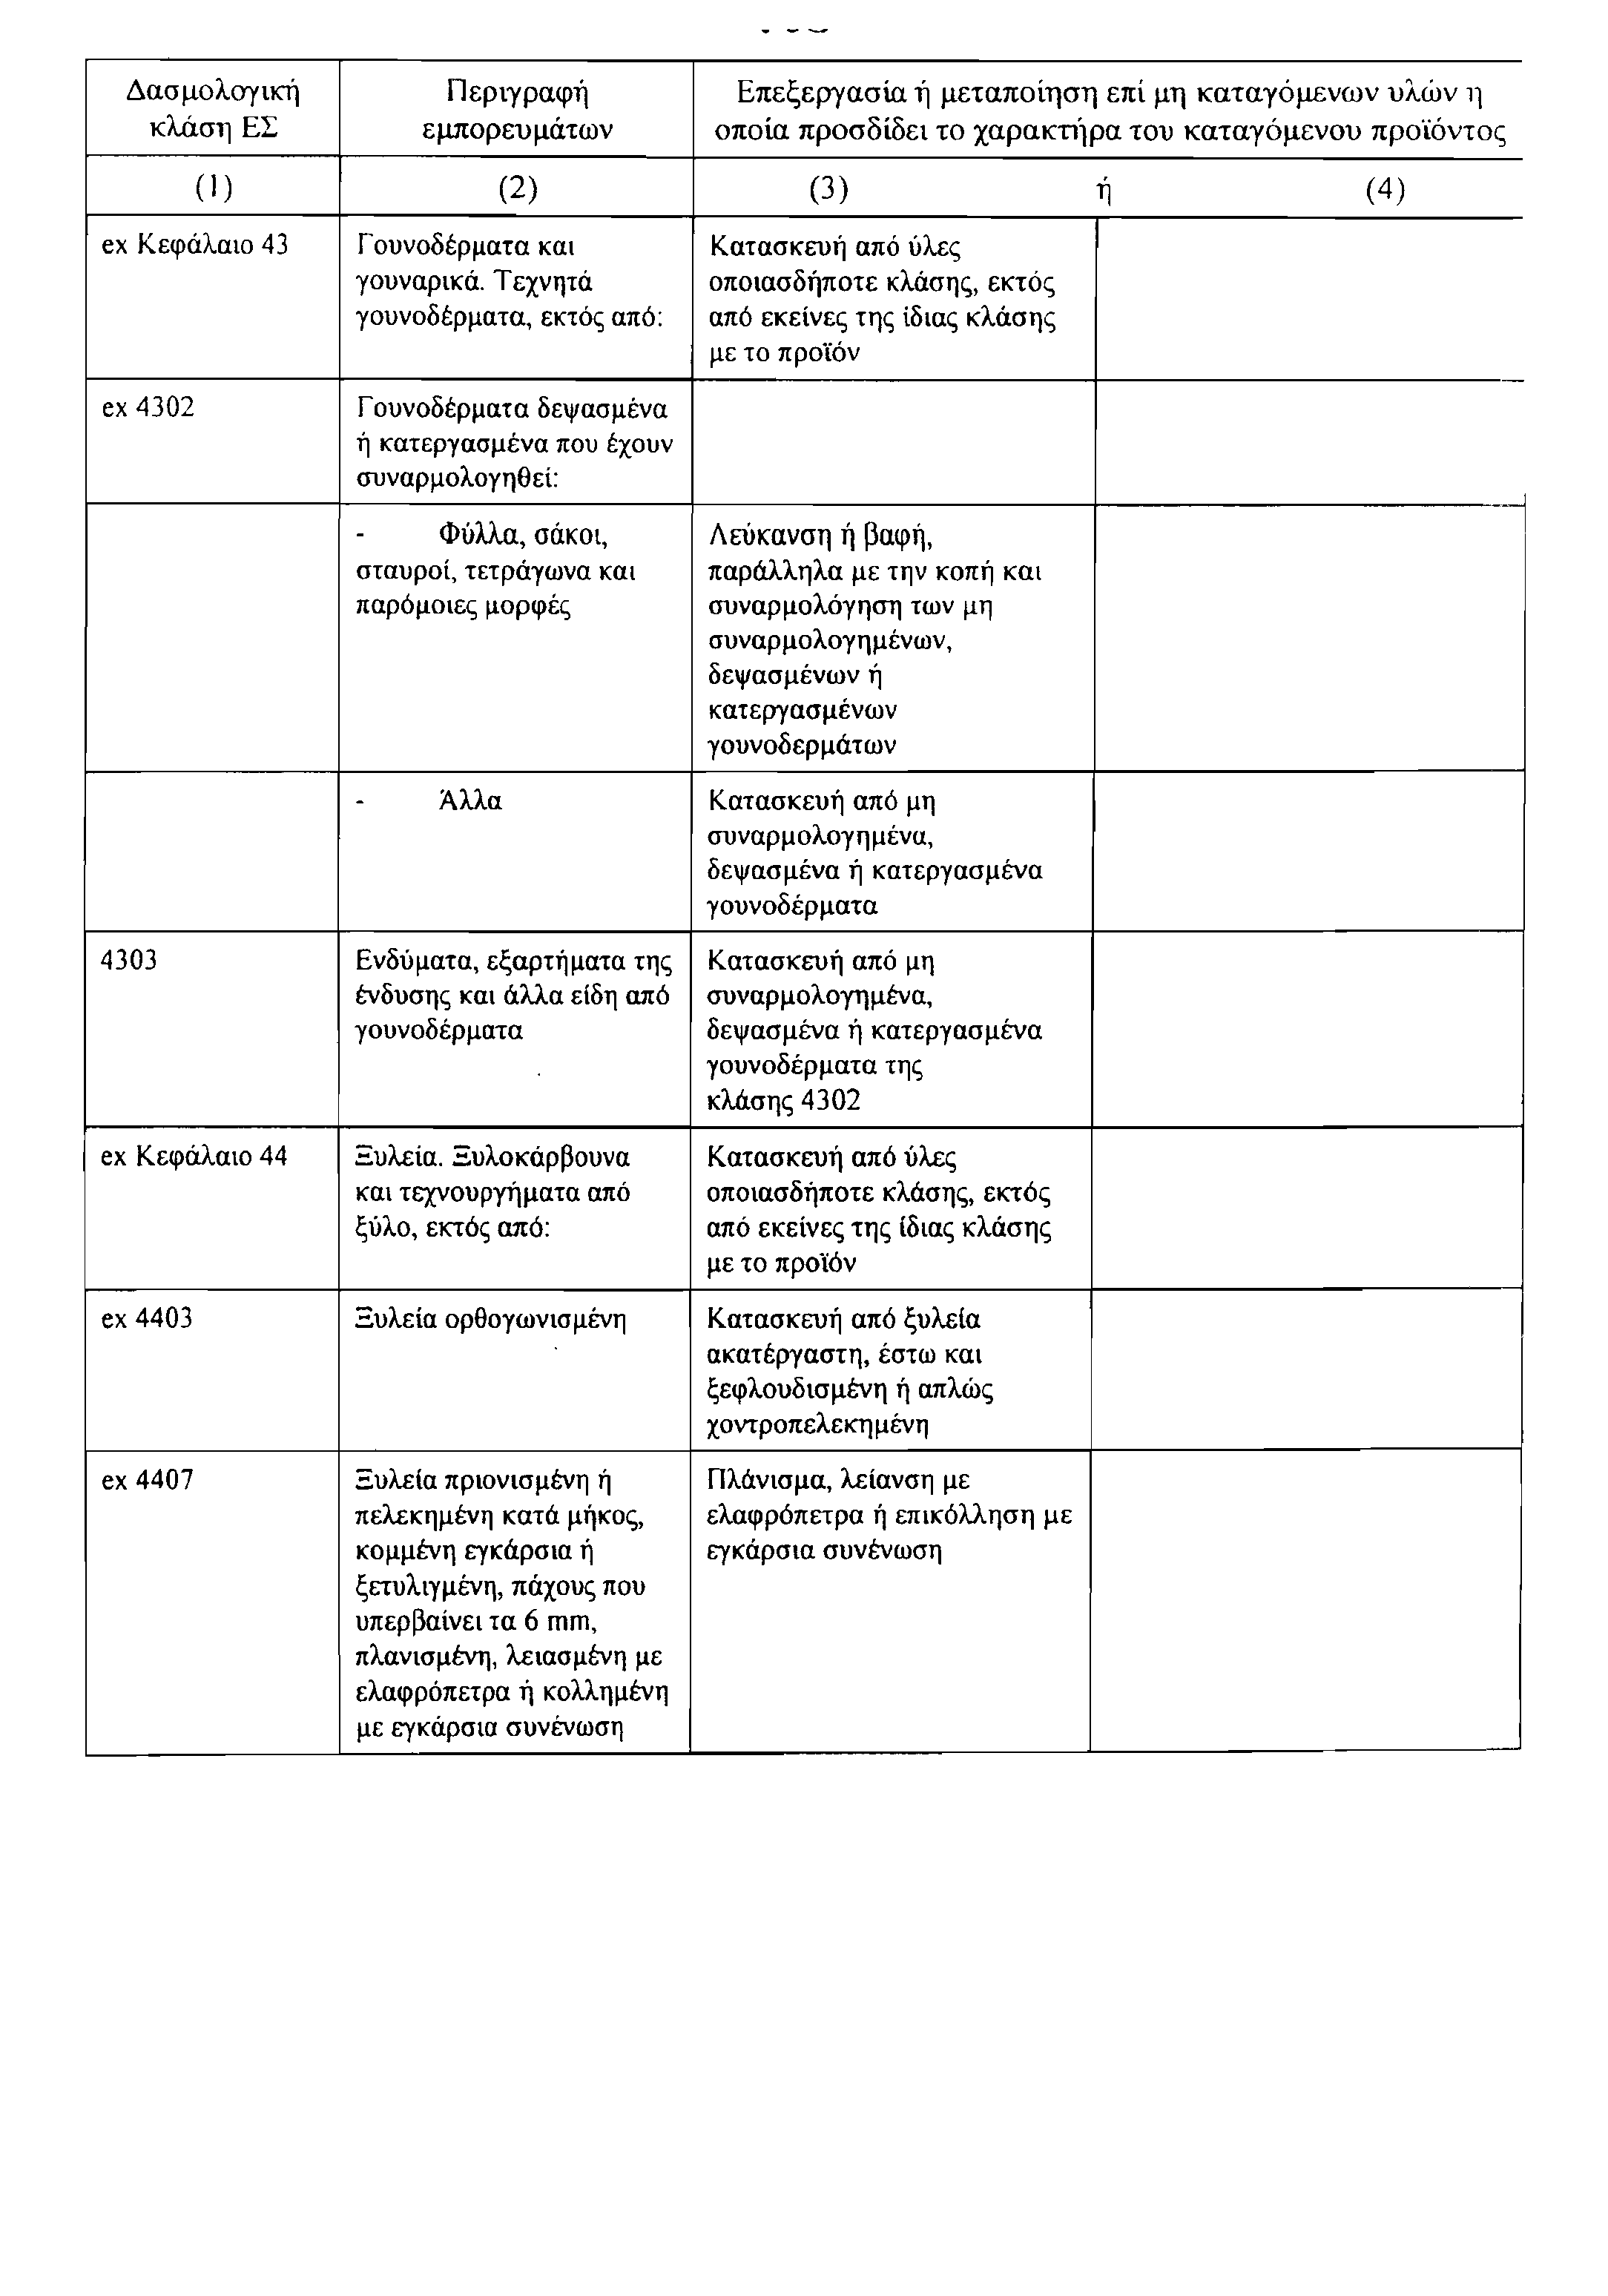 Δασμολογική
κλάση ΕΣ
Περιγραφή
εμπορευμάτων
Επεξεργασία ή μεταποίηση επί μη καταγόμενων υλών η
οποία προσδίδει το χαρακτήρα του καταγόμενου προϊόντος
(1)
(2)
(3) ή (4)
ex Κεφάλαιο 43
Γουνοδέρματα και
γουναρικά. Τεχνητά
γουνοδέρματα, εκτός από:
Κατασκευή από ύλες
οποιασδήποτε κλάσης, εκτός
από εκείνες της ίδιας κλάσης
με το προϊόν
ex 4302
Γουνοδέρματα δεψασμένα
ή κατεργασμένα που έχουν
συναρμολογηθεί:
- Φύλλα, σάκοι,
σταυροί, τετράγωνα και
παρόμοιες μορφές
Λεύκανση ή βαφή,
παράλληλα με την κοπή και
συναρμολόγηση των μη
συναρμολογημένων,
δεψασμένων ή
κατεργασμένων
γουνοδερμάτων
- Άλλα
Κατασκευή από μη
συναρμολογημένα,
δεψασμένα ή κατεργασμένα
γουνοδέρματα
4303
Ενδύματα, εξαρτήματα της
ένδυσης και άλλα είδη από
γουνοδέρματα
Κατασκευή από μη
συναρμολογημένα,
δεψασμένα ή κατεργασμένα
γουνοδέρματα της
κλάσης 4302
ex Κεφάλαιο 44
Ξυλεία. Ξυλοκάρβουνα
και τεχνουργήματα από
ξύλο, εκτός από:
Κατασκευή από ύλες
οποιασδήποτε κλάσης, εκτός
από εκείνες της ίδιας κλάσης
με το προϊόν
ex 4403
Ξυλεία ορθογωνισμένη
Κατασκευή από ξυλεία
ακατέργαστη, έστω και
ξεφλουδισμένη ή απλώς
χοντροπελεκημένη
ex 4407
Ξυλεία πριονισμένη ή
πελεκημένη κατά μήκος,
κομμένη εγκάρσια ή
ξετυλιγμένη, πάχους που
υπερβαίνει τα 6 mm,
πλανισμένη, λειασμένη με
ελαφρόπετρα ή κολλημένη
με εγκάρσια συνένωση
Πλάνισμα, λείανση με
ελαφρόπετρα ή επικόλληση με
εγκάρσια συνένωση